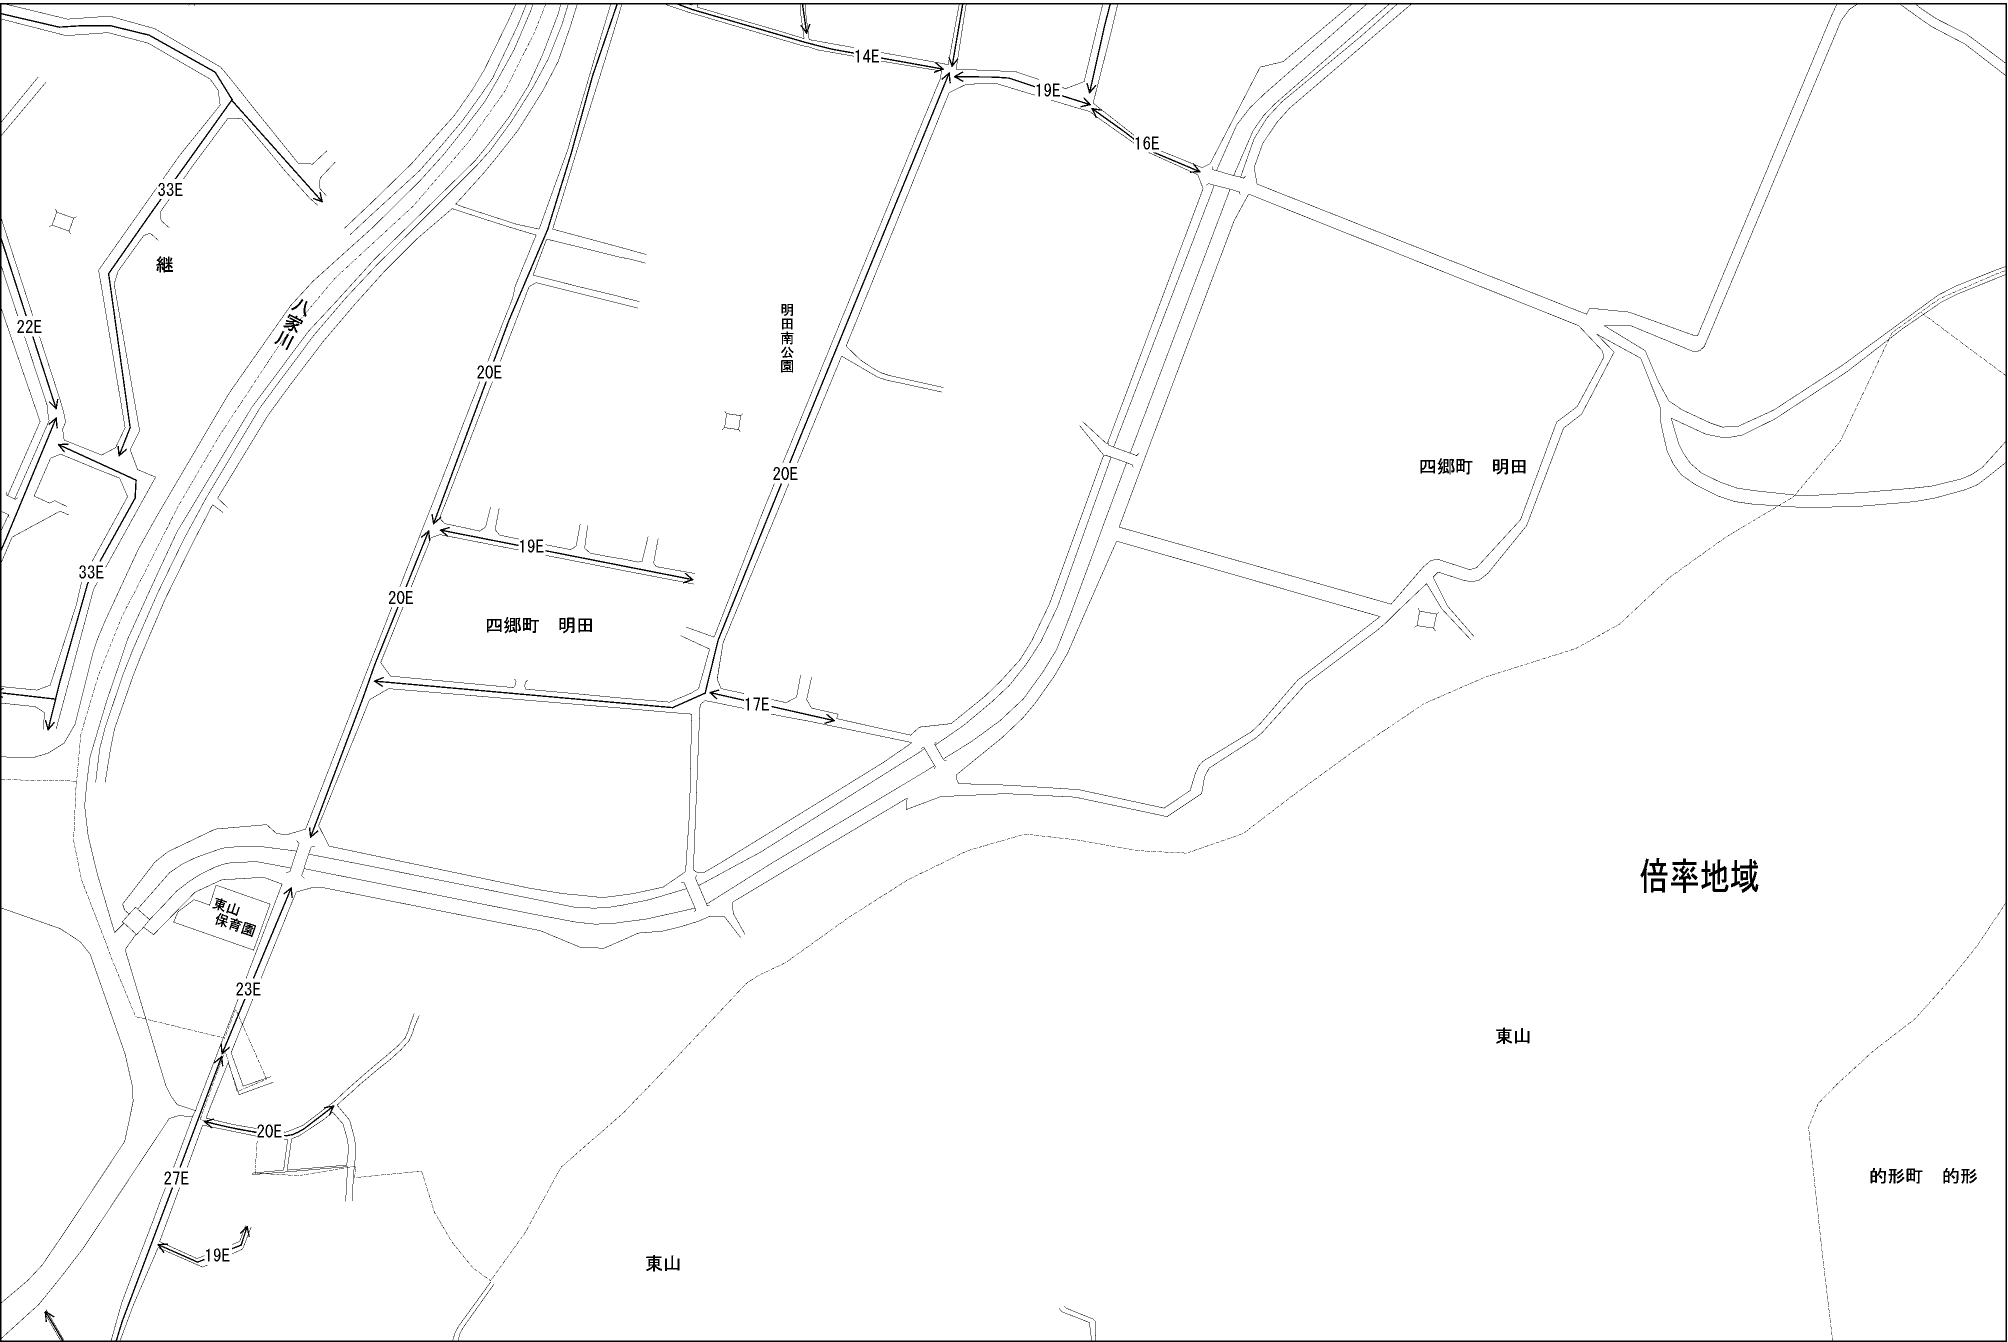 14E
19E
16E
33E
継
22E
八家川
明田南公園
20E
20E
四郷町　明田
19E
33E
20E
四郷町　明田
17E
倍率地域
東山
保育園
23E
東山
20E
27E
的形町　的形
19E
東山